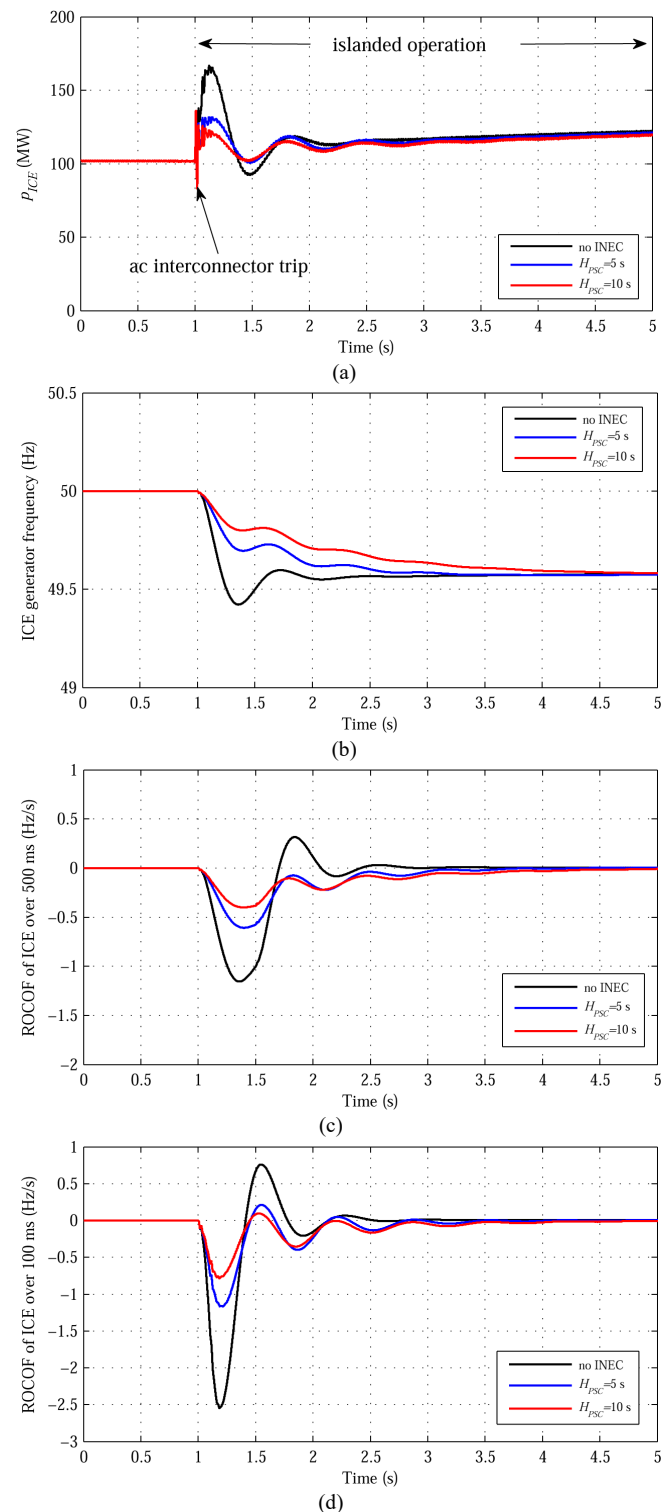 200
150
100
50
0
p_ICE (MW)
islanded operation
ac interconnector trip
no INEC
H_PSC=5 s
H_PSC=10 s
0 0.5 1 1.5 2 2.5 3 3.5 4 4.5 5
Time (s)
(a)
50.5
50
49.5
49
ICE generator frequency (Hz)
no INEC
H_PSC=5 s
H_PSC=10 s
0 0.5 1 1.5 2 2.5 3 3.5 4 4.5 5
Time (s)
(b)
1
0.5
0
-0.5
-1
-1.5
-2
ROCOF of ICE over 500 ms (Hz/s)
no INEC
H_PSC=5 s
H_PSC=10 s
0 0.5 1 1.5 2 2.5 3 3.5 4 4.5 5
Time (s)
(c)
1
0.5
0
-0.5
-1
-1.5
-2
-2.5
-3
ROCOF of ICE over 100 ms (Hz/s)
no INEC
H_PSC=5 s
H_PSC=10 s
0 0.5 1 1.5 2 2.5 3 3.5 4 4.5 5
Time (s)
(d)